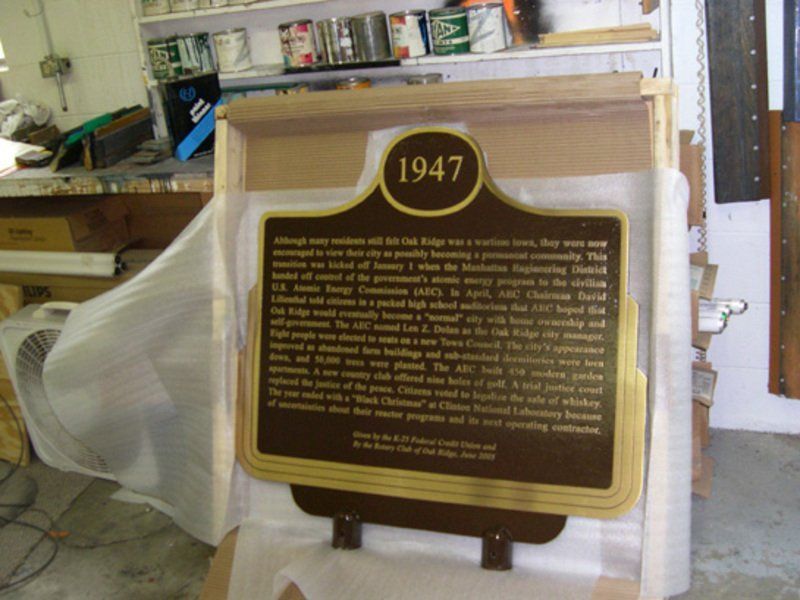 1947
Although many residents still felt Oak Ridge was a wartime town, they were now
encouraged to view their city as possibly becoming a permanent community. This
transition was kicked off January 1 when the Manhattan Engineering District
handed off control of the government's atomic energy program to the civilian
U.S. Atomic Energy Commission (AEC). In April, AEC Chairman David
Lilienthal told citizens in a packed high school auditorium that AEC hoped that
Oak Ridge would eventually become a "normal" city with home ownership and
self-government. The AEC named Len Z. Dolan as the Oak Ridge city manager.
Eight people were elected to seats on a new Town Council. The city's appearance
improved as abandoned farm buildings and sub-standard dormitories were torn
down, and 50,000 trees were planted. The AEC built 450 modern garden
apartments. A new country club offered nine holes of golf. A trial justice court
replaced the justice of the peace. Citizens voted to legalize the sale of whiskey.
The year ended with a "Black Christmas" at Clinton National Laboratory because
of uncertainties about their reactor programs and its next operating contractor.
Given by the K-25 Federal Credit Union and
By the Rotary Club of Oak Ridge, June 2005